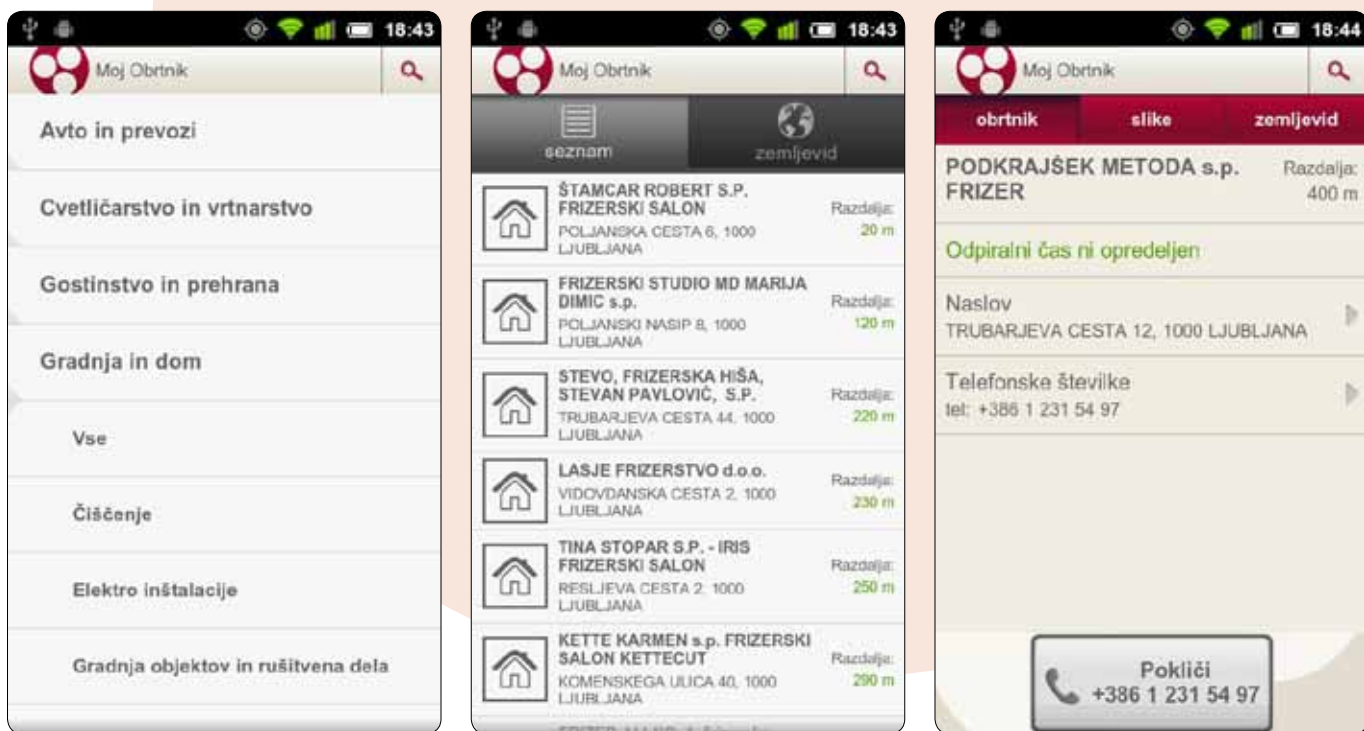 18:43
Moj Obrtnik
Avto in prevozi
Cvetličarstvo in vrtnarstvo
Gostinstvo in prehrana
Gradnja in dom
Vse
Čiščenje
Elektro inštalacije
Gradnja objektov in rušitvena dela
18:43
Moj Obrtnik
seznam zemljevid
ŠTAMCAR ROBERT S.P.
FRIZERSKI SALON
POLJANSKA CESTA 6, 1000
LJUBLJANA
Razdalja:
20 m
FRIZERSKI STUDIO MD MARIJA
DIMIC s.p.
POLJANSKI NASIP 8, 1000
LJUBLJANA
Razdalja:
120 m
STEVO, FRIZERSKA HIŠA,
STEVAN PAVLOVIČ, S.P.
TRUBARJEVA CESTA 44, 1000
LJUBLJANA
Razdalja:
220 m
LASJE FRIZERSTVO d.o.o.
VIDOVDANSKA CESTA 2, 1000
LJUBLJANA
Razdalja:
230 m
TINA STOPAR S.P. - IRIS
FRIZERSKI SALON
RESLJEVA CESTA 2, 1000
LJUBLJANA
Razdalja:
250 m
KETTE KARMEN s.p. FRIZERSKI
SALON KETTECUT
KOMENSKEGA ULICA 40, 1000
LJUBLJANA
Razdalja:
290 m
18:44
Moj Obrtnik
obrtnik slike zemljevid
PODKRAJŠEK METODA s.p.
FRIZER
Razdalja:
400 m
Odpiralni čas ni opredeljen
Naslov
TRUBARJEVA CESTA 12, 1000 LJUBLJANA
Telefonske številke
tel: +386 1 231 54 97
Pokliči
+386 1 231 54 97